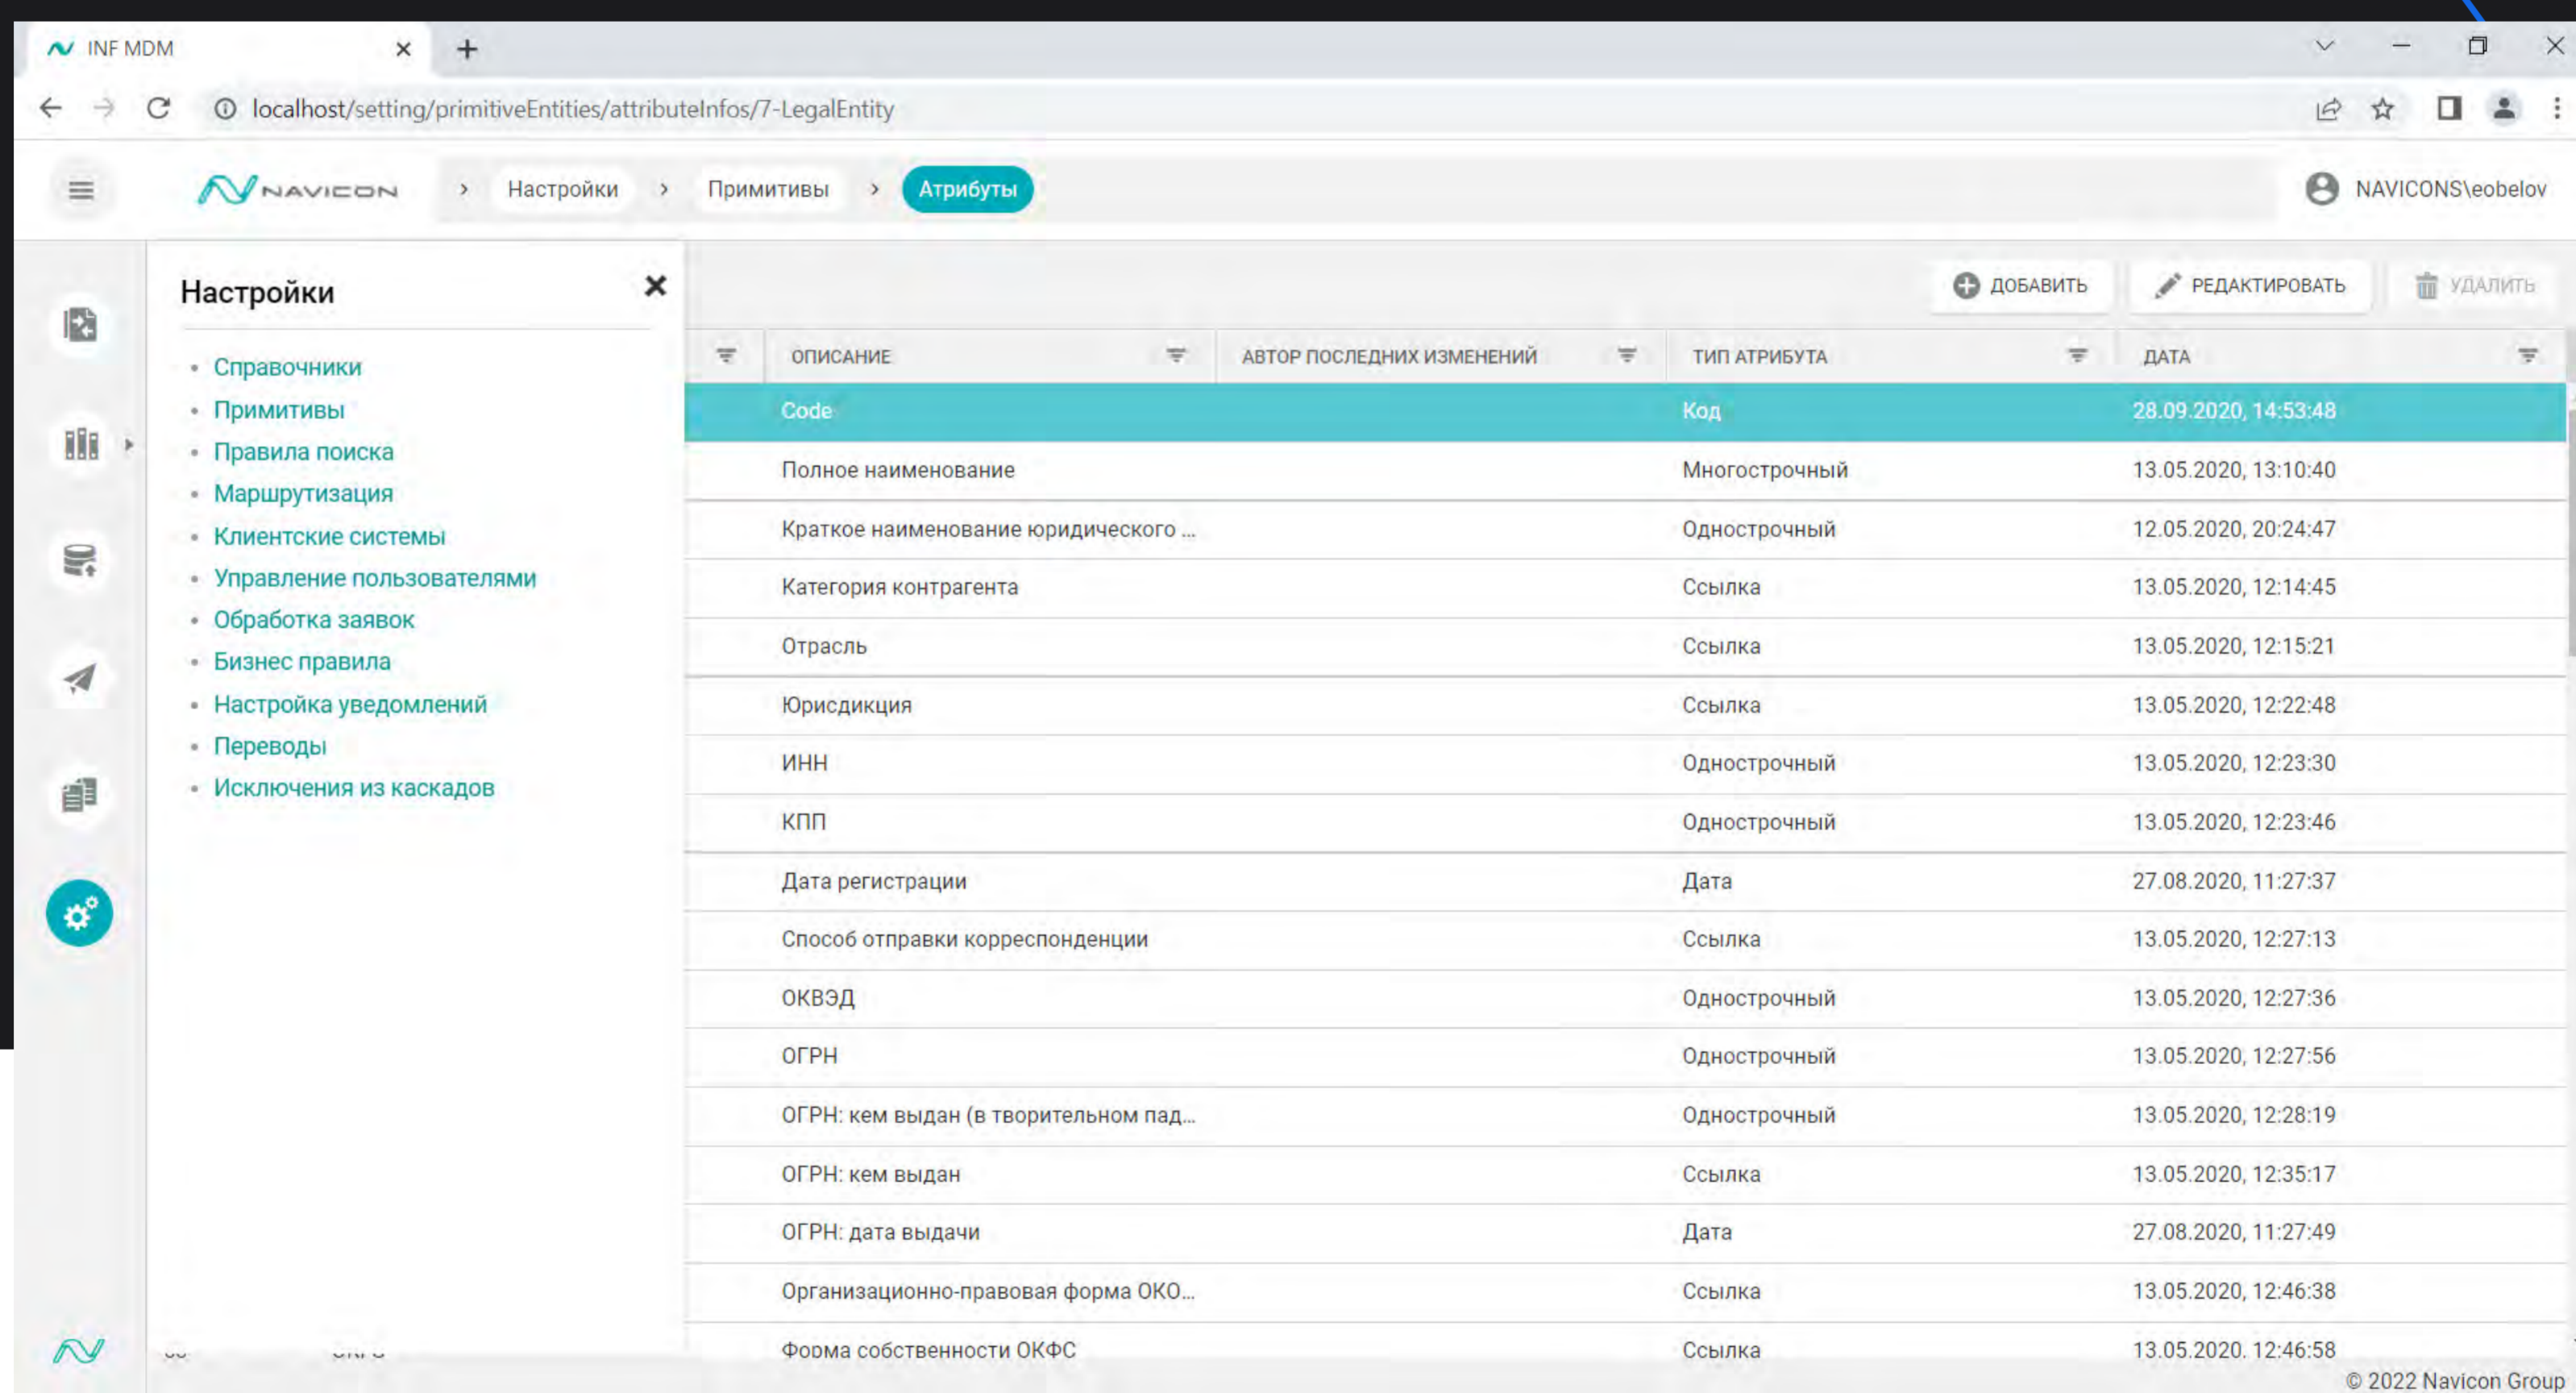 INF MDM
localhost/setting/primitiveEntities/attributeInfos/7-LegalEntity
NAVICON > Настройки > Примитивы > Атрибуты NAVICONS\eobelov
Настройки
Справочники
Примитивы
Правила поиска
Маршрутизация
Клиентские системы
Управление пользователями
Обработка заявок
Бизнес правила
Настройка уведомлений
Переводы
Исключения из каскадов
ДОБАВИТЬ РЕДАКТИРОВАТЬ УДАЛИТЬ
ОПИСАНИЕ АВТОР ПОСЛЕДНИХ ИЗМЕНЕНИЙ ТИП АТРИБУТА ДАТА
Code Код 28.09.2020, 14:53:48
Полное наименование Многострочный 13.05.2020, 13:10:40
Краткое наименование юридического ... Однострочный 12.05.2020, 20:24:47
Категория контрагента Ссылка 13.05.2020, 12:14:45
Отрасль Ссылка 13.05.2020, 12:15:21
Юрисдикция Ссылка 13.05.2020, 12:22:48
ИНН Однострочный 13.05.2020, 12:23:30
КПП Однострочный 13.05.2020, 12:23:46
Дата регистрации Дата 27.08.2020, 11:27:37
Способ отправки корреспонденции Ссылка 13.05.2020, 12:27:13
ОКВЭД Однострочный 13.05.2020, 12:27:36
ОГРН Однострочный 13.05.2020, 12:27:56
ОГРН: кем выдан (в творительном пад... Однострочный 13.05.2020, 12:28:19
ОГРН: кем выдан Ссылка 13.05.2020, 12:35:17
ОГРН: дата выдачи Дата 27.08.2020, 11:27:49
Организационно-правовая форма ОКО... Ссылка 13.05.2020, 12:46:38
Форма собственности ОКФС Ссылка 13.05.2020, 12:46:58
© 2022 Navicon Group